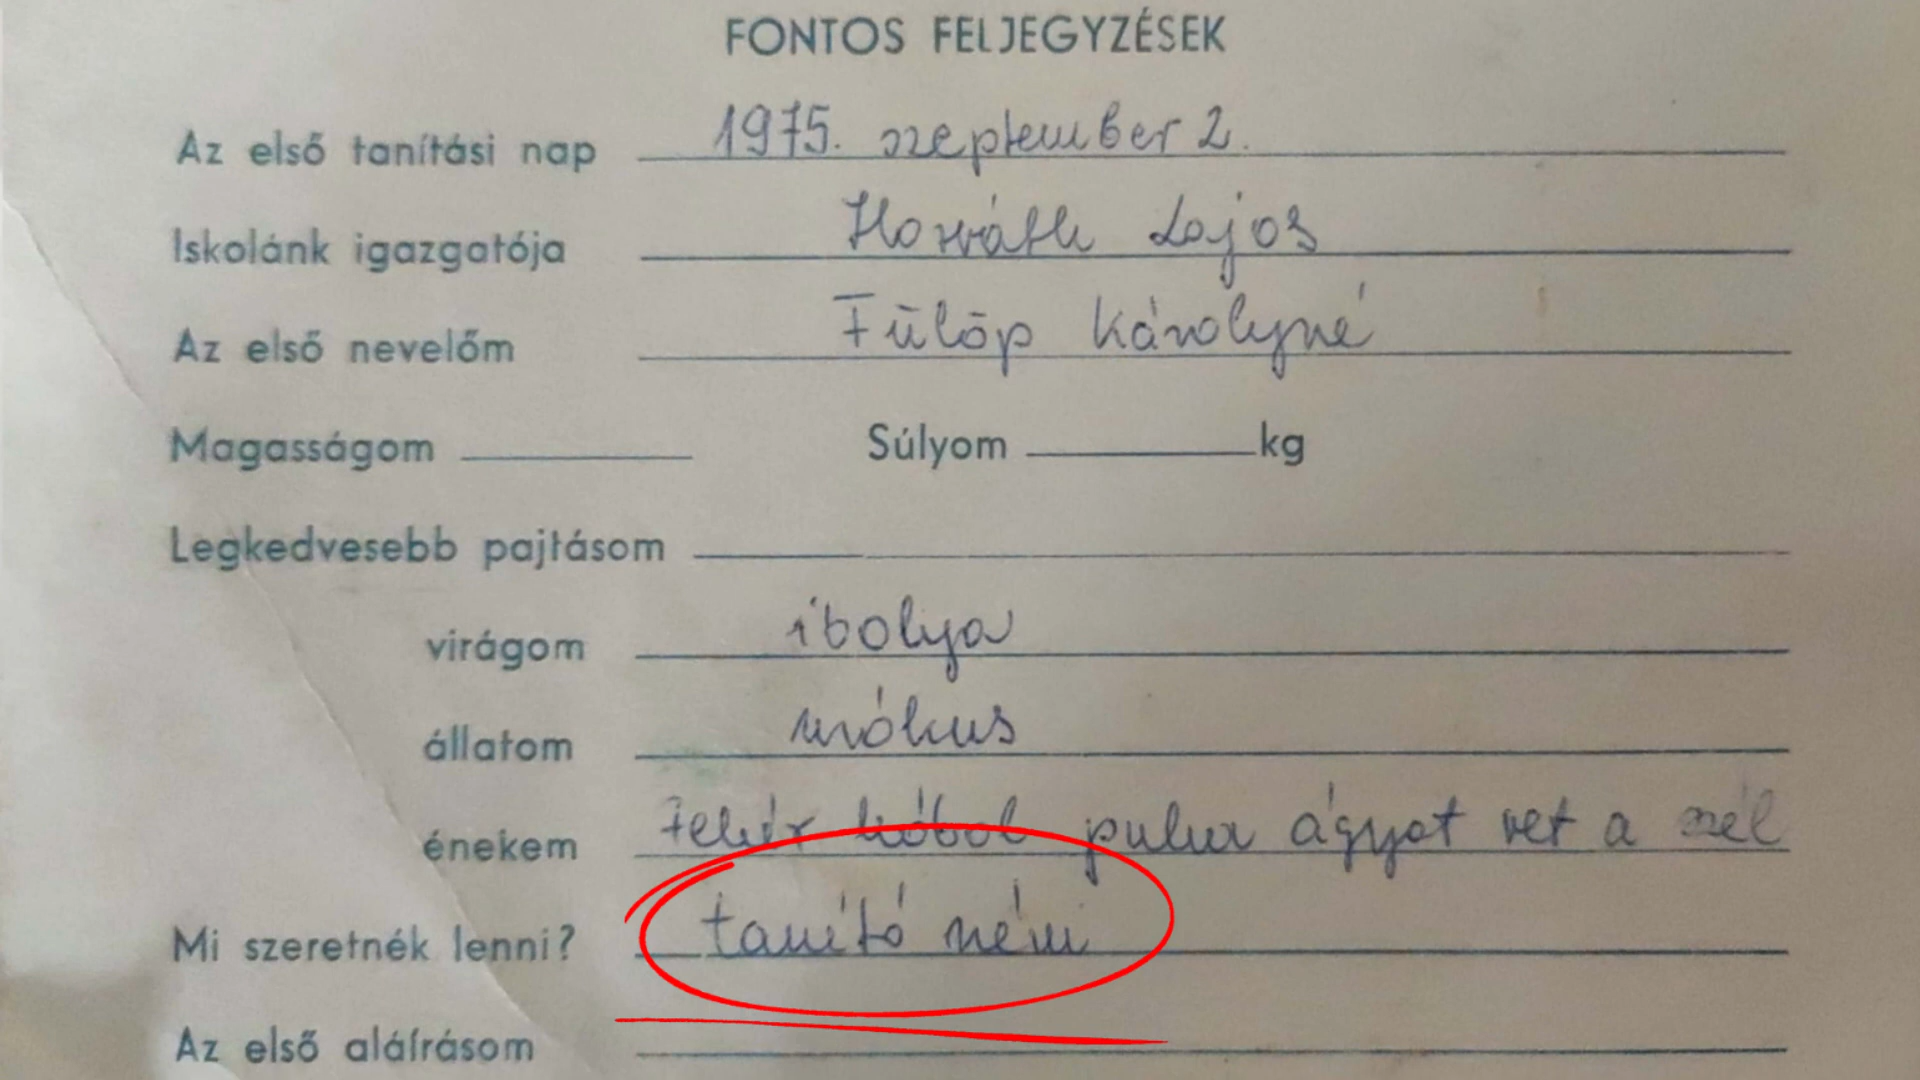 FONTOS FELJEGYZÉSEK
Az első tanítási nap 1975. szeptember 2.
Iskolánk igazgatója Horváth Lajos
Az első nevelőm Fülöp Károlyné
Magasságom Súlyom kg
Legkedvesebb pajtásom
virágom ibolya
állatom mókus
énekem Fehér hóból puha ágyat vet a szél
Mi szeretnék lenni? tanító néni
Az első aláírásom